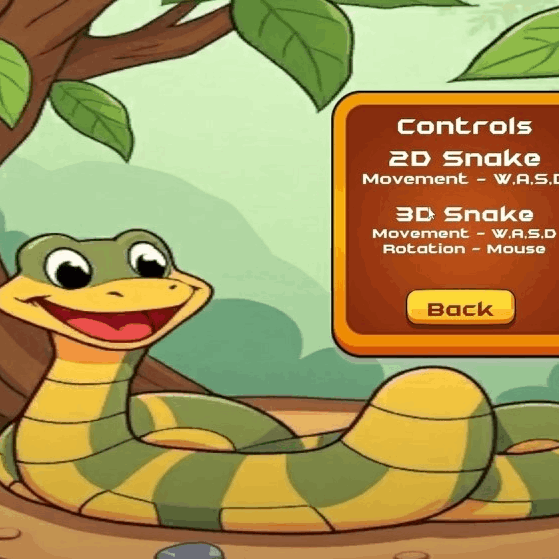 Controls
2D Snake
Movement - W,A,S,D
3D Snake
Movement - W,A,S,D
Rotation - Mouse
Back